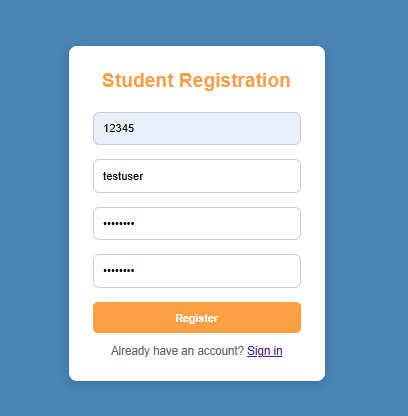 Student Registration
12345
testuser
••••••••
••••••••
Register
Already have an account? Sign in